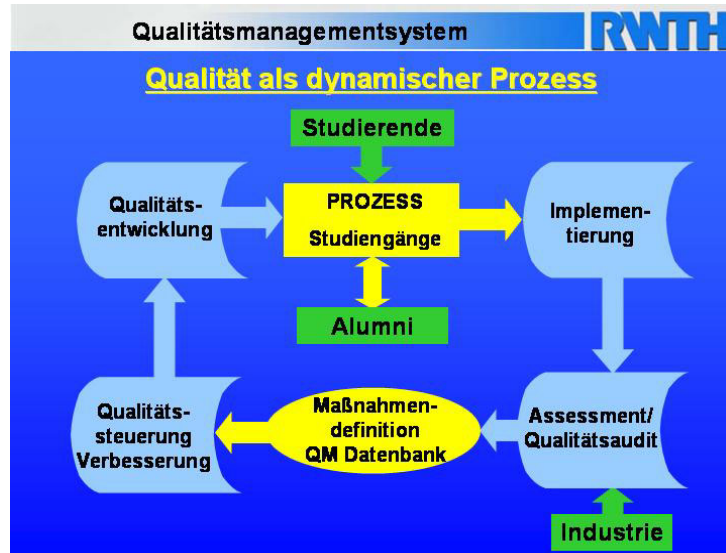 Qualitätsmanagementsystem
RWTH
Qualität als dynamischer Prozess
Studierende
Qualitäts-
entwicklung
PROZESS
Studiengänge
Implemen-
tierung
Alumni
Qualitäts-
steuerung
Verbesserung
Maßnahmen-
definition
QM Datenbank
Assessment/
Qualitätsaudit
Industrie